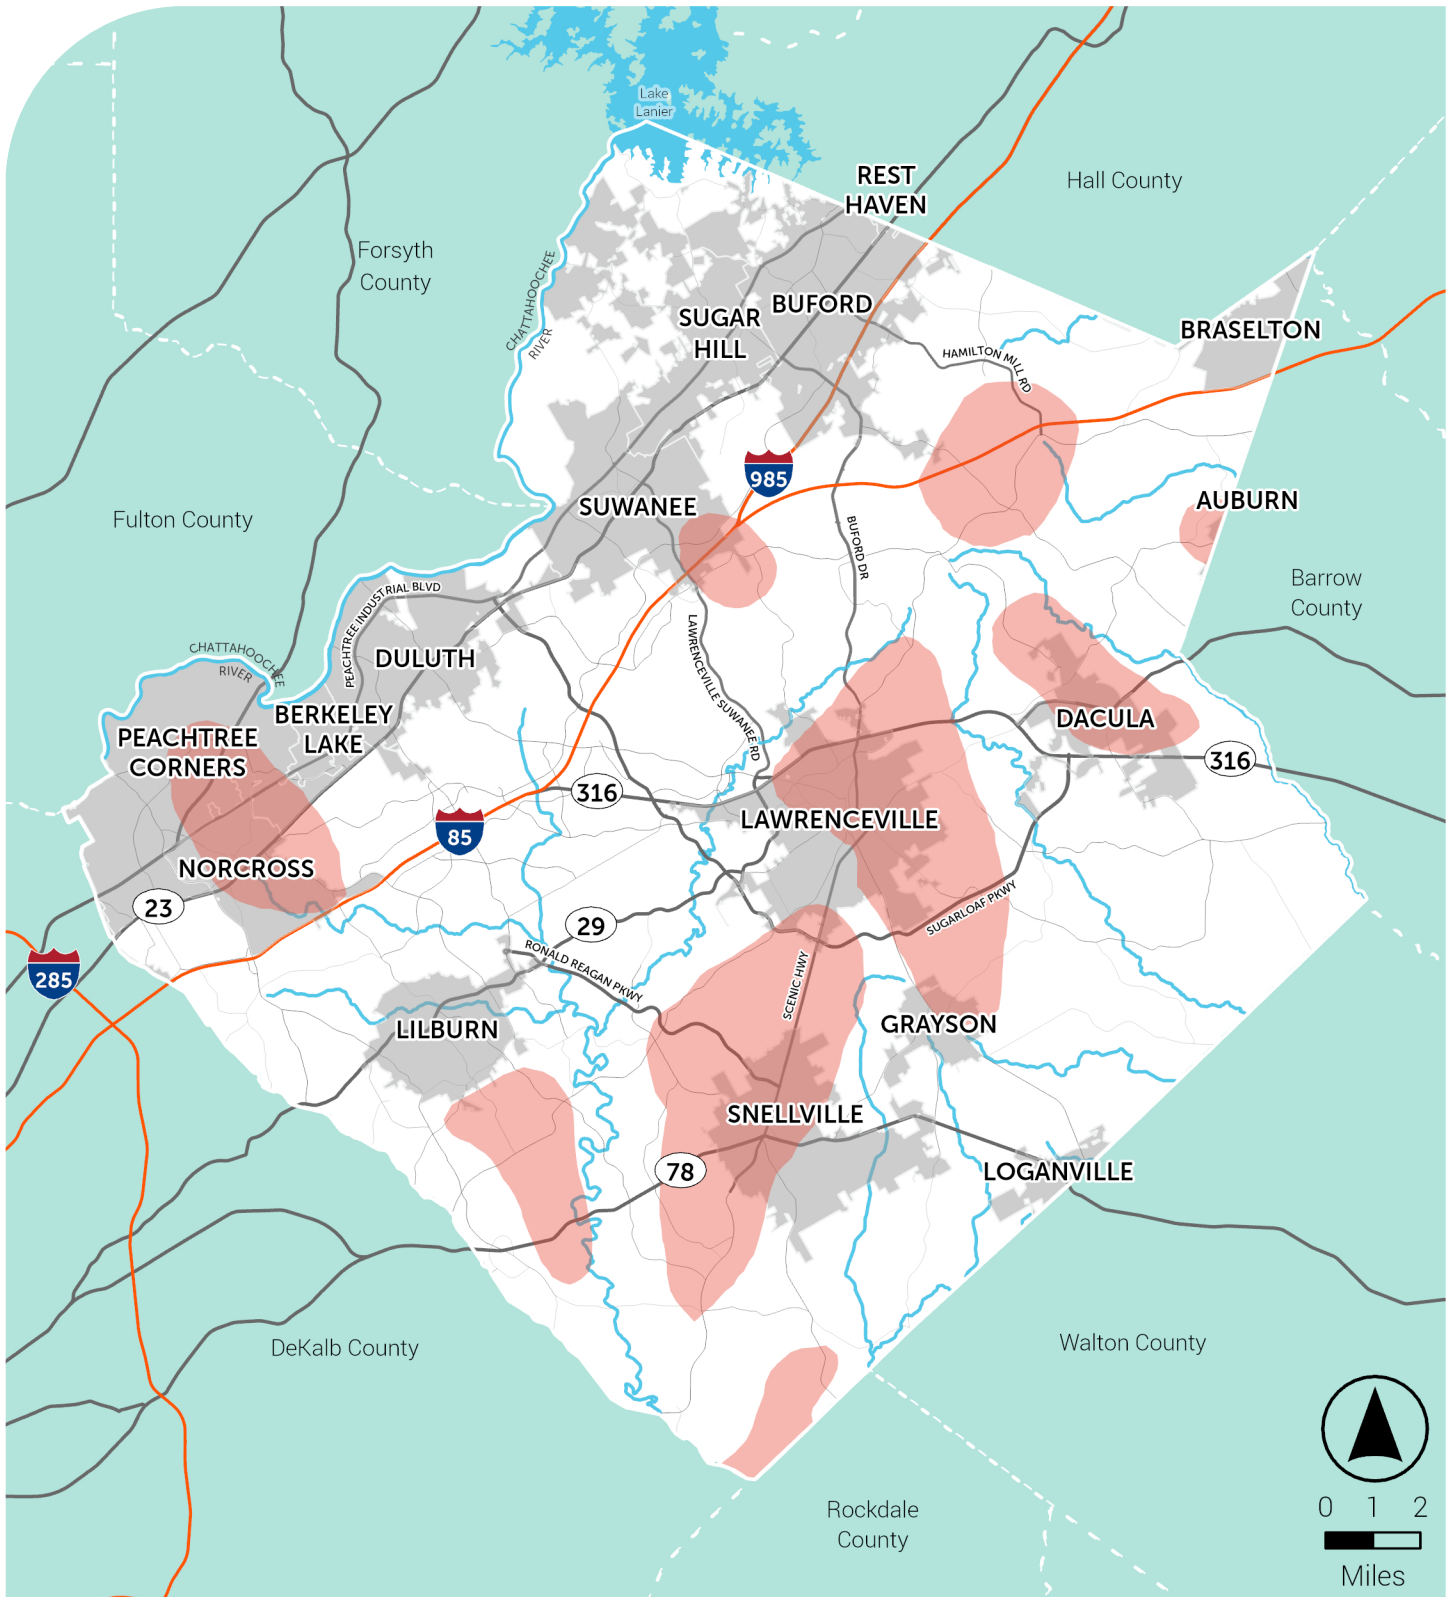 Lake
Lanier
REST
HAVEN
Hall County
Forsyth
County
CHATTAHOOCHEE
RIVER
SUGAR
HILL
BUFORD
BRASELTON
HAMILTON MILL RD
985
SUWANEE
AUBURN
Fulton County
BUFORD DR
Barrow
County
PEACHTREE INDUSTRIAL BLVD
LAWRENCEVILLE SUWANEE RD
CHATTAHOOCHEE
RIVER
DULUTH
BERKELEY
LAKE
PEACHTREE
CORNERS
DACULA
316
316
85
LAWRENCEVILLE
NORCROSS
23
29
SUGARLOAF PKWY
RONALD REAGAN PKWY
285
SCENIC HWY
LILBURN
GRAYSON
SNELLVILLE
78
LOGANVILLE
DeKalb County
Walton County
Rockdale
County
0 1 2
Miles